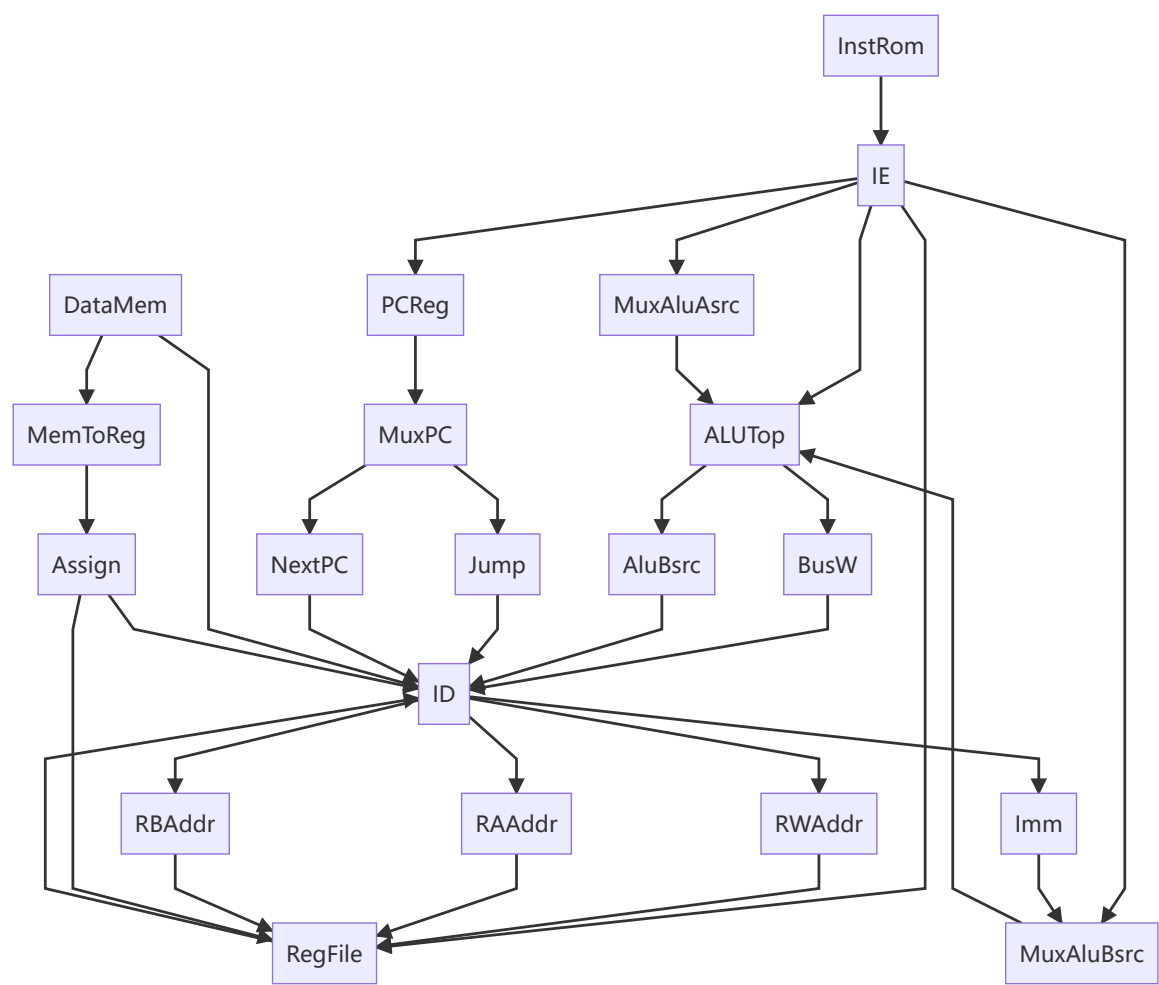 InstRom
IE
DataMem
PCReg
MuxAluAsrc
MemToReg
MuxPC
ALUTop
Assign
NextPC
Jump
AluBsrc
BusW
ID
RBAddr
RAAddr
RWAddr
Imm
RegFile
MuxAluBsrc